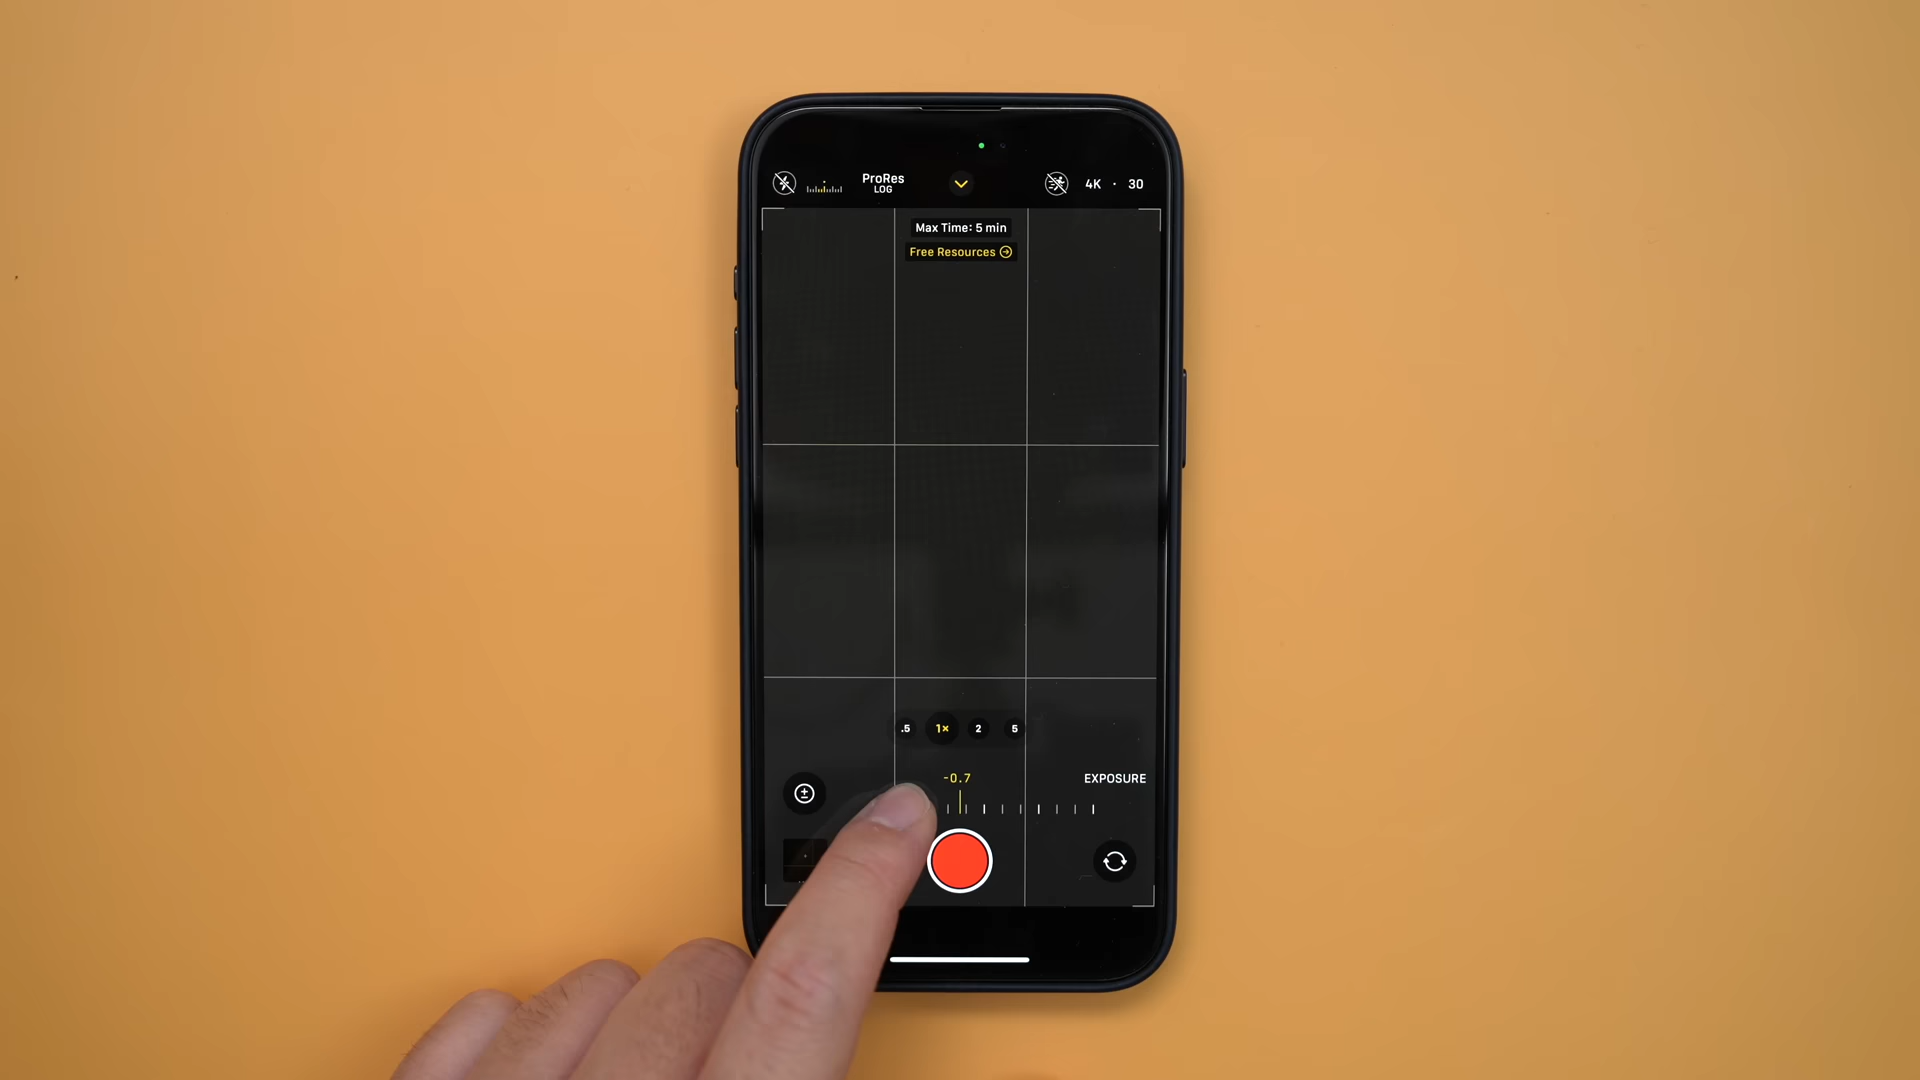 ProRes
LOG
4K · 30
Max Time: 5 min
Free Resources
.5 1× 2 5
-0.7
EXPOSURE